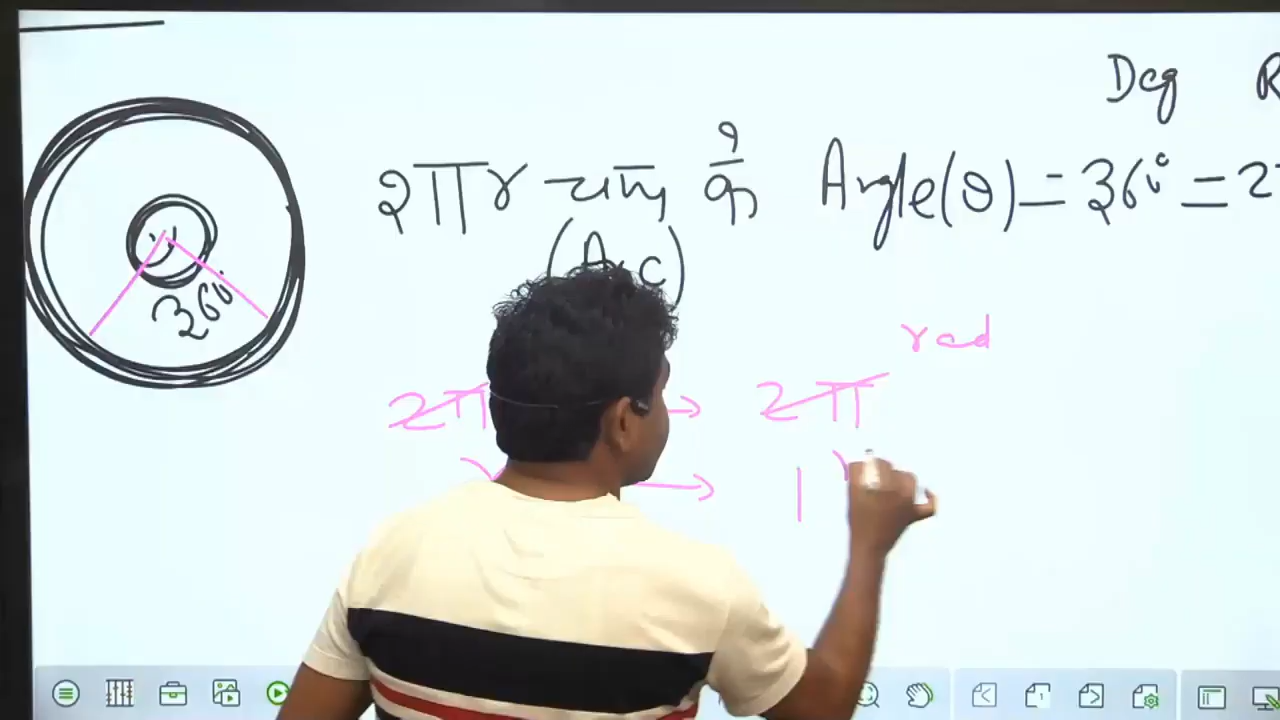 Deg R
2πr चाप का Angle(θ) = 360° = 2
(Arc)
360°
rad
2π → 2π
r → 1 r